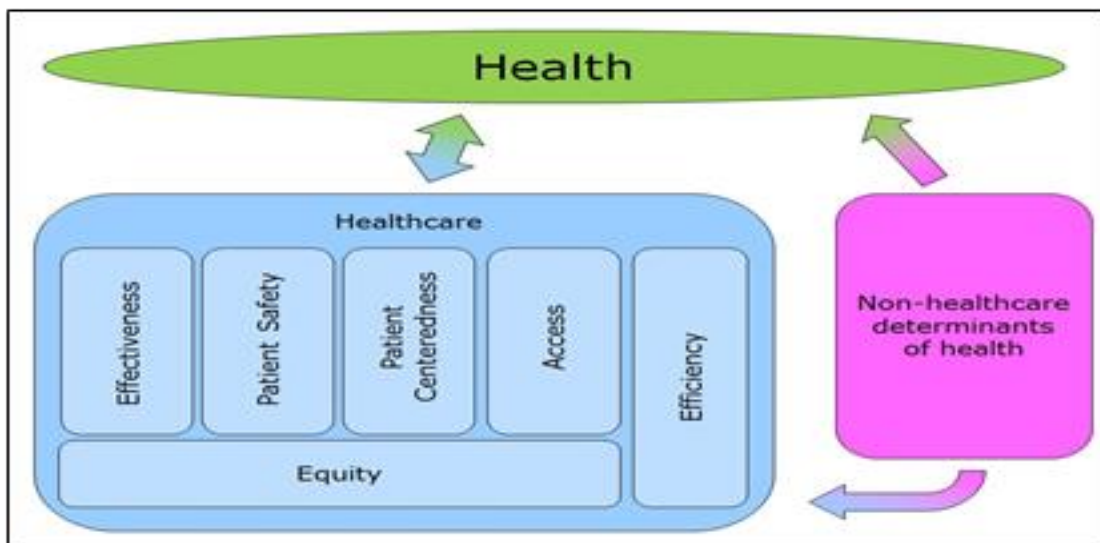 Health
Healthcare
Effectiveness
Patient Safety
Patient
Centeredness
Access
Efficiency
Equity
Non-healthcare
determinants
of health